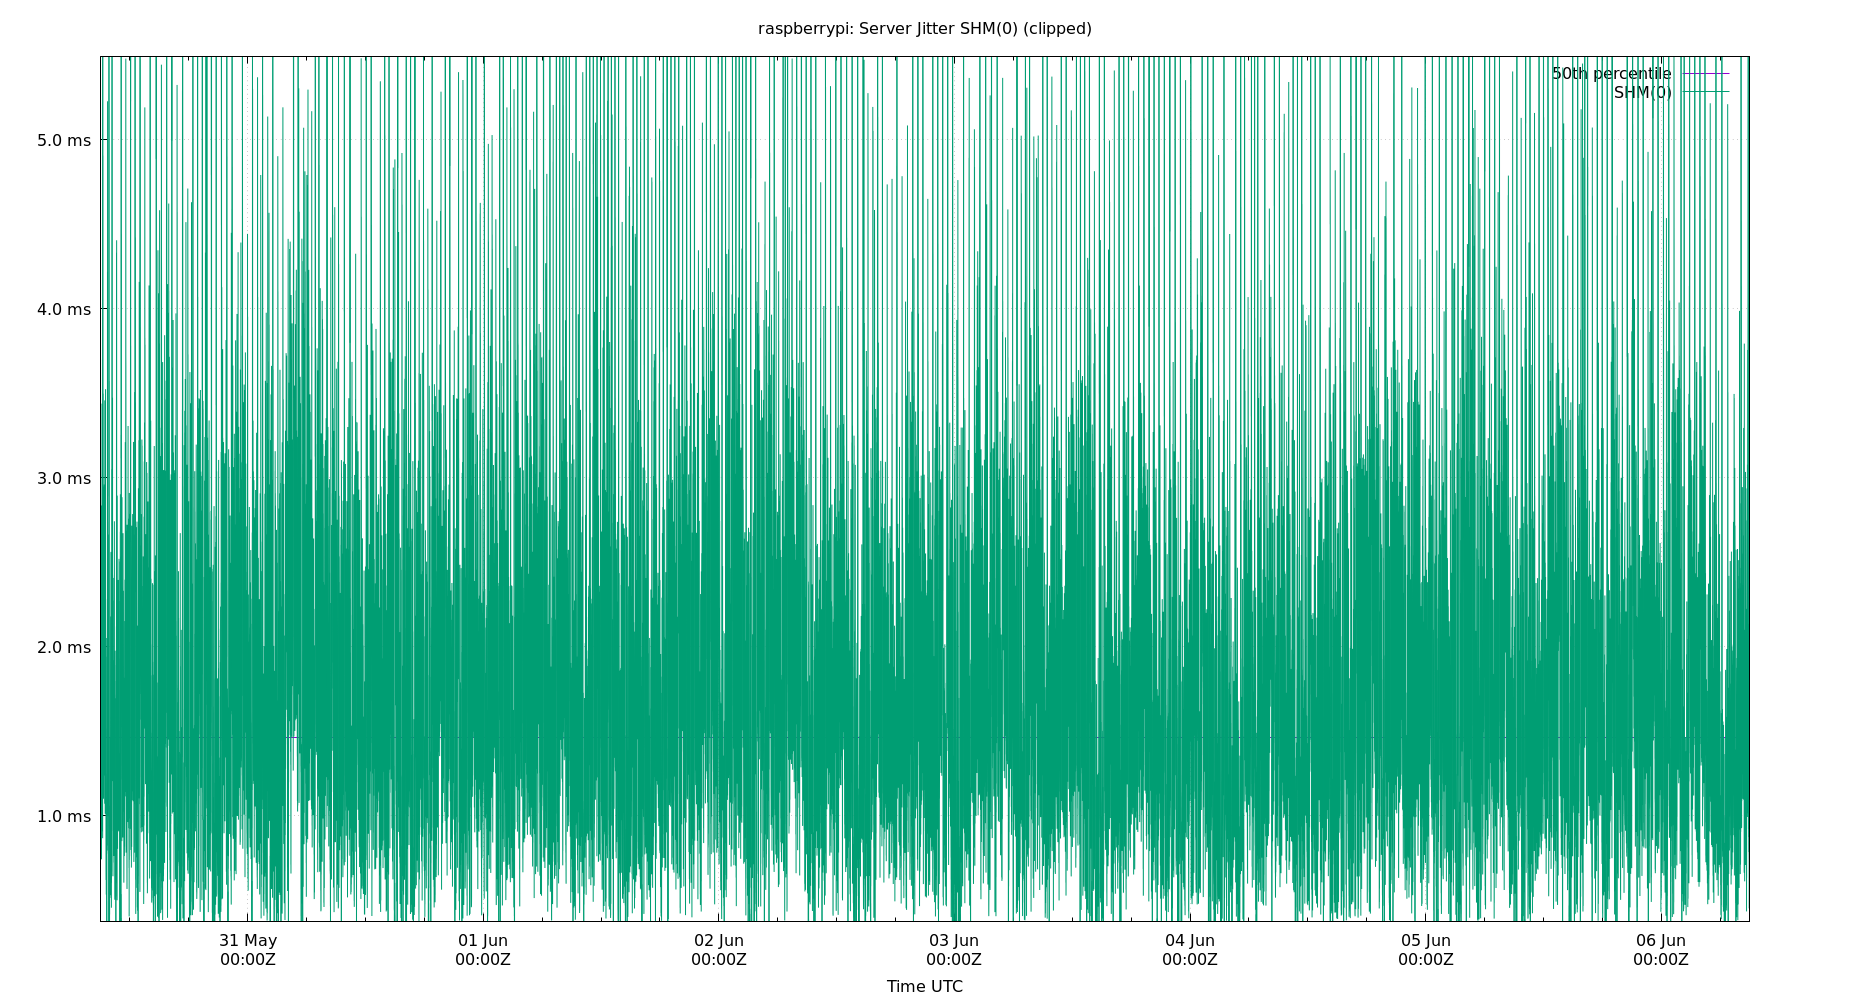 raspberrypi: Server Jitter SHM(0) (clipped)
50th percentile
SHM(0)
5.0 ms
4.0 ms
3.0 ms
2.0 ms
1.0 ms
31 May 01 Jun 02 Jun 03 Jun 04 Jun 05 Jun 06 Jun
00:00Z 00:00Z 00:00Z 00:00Z 00:00Z 00:00Z 00:00Z
Time UTC